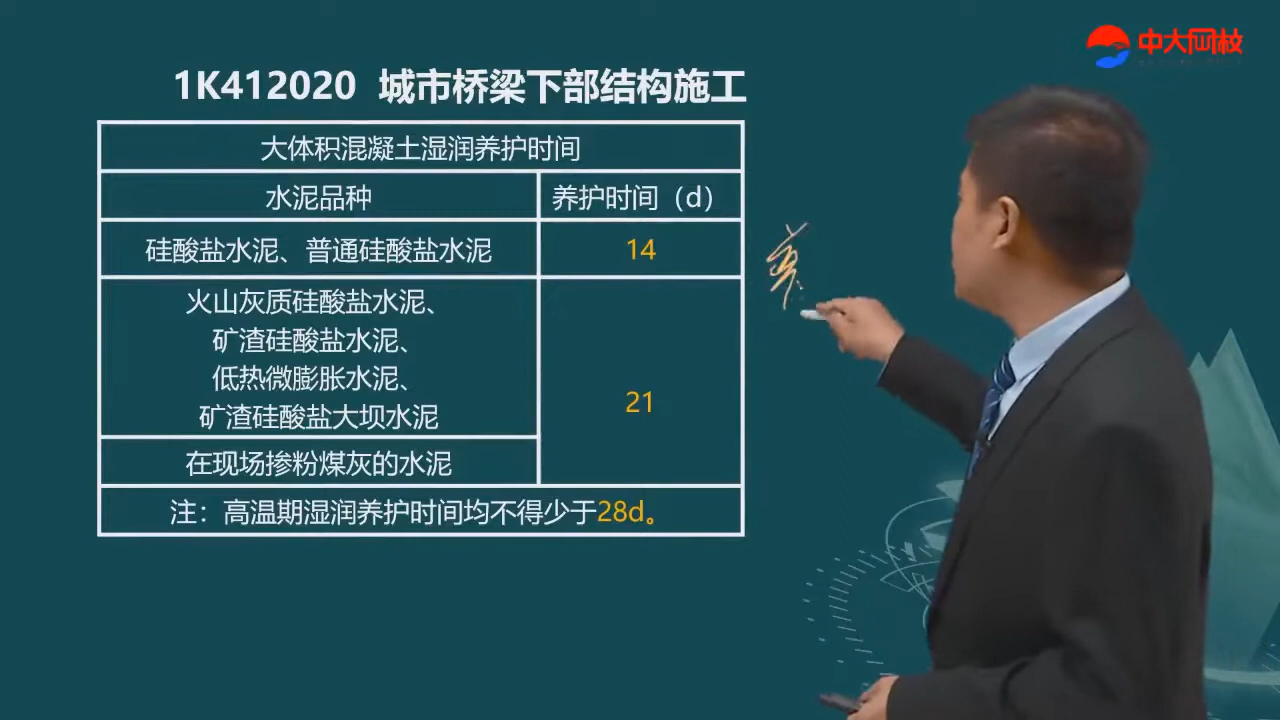 中大网校
1K412020 城市桥梁下部结构施工
大体积混凝土湿润养护时间
水泥品种 养护时间（d）
硅酸盐水泥、普通硅酸盐水泥 14
火山灰质硅酸盐水泥、
矿渣硅酸盐水泥、
低热微膨胀水泥、
矿渣硅酸盐大坝水泥
21
在现场掺粉煤灰的水泥
注：高温期湿润养护时间均不得少于28d。